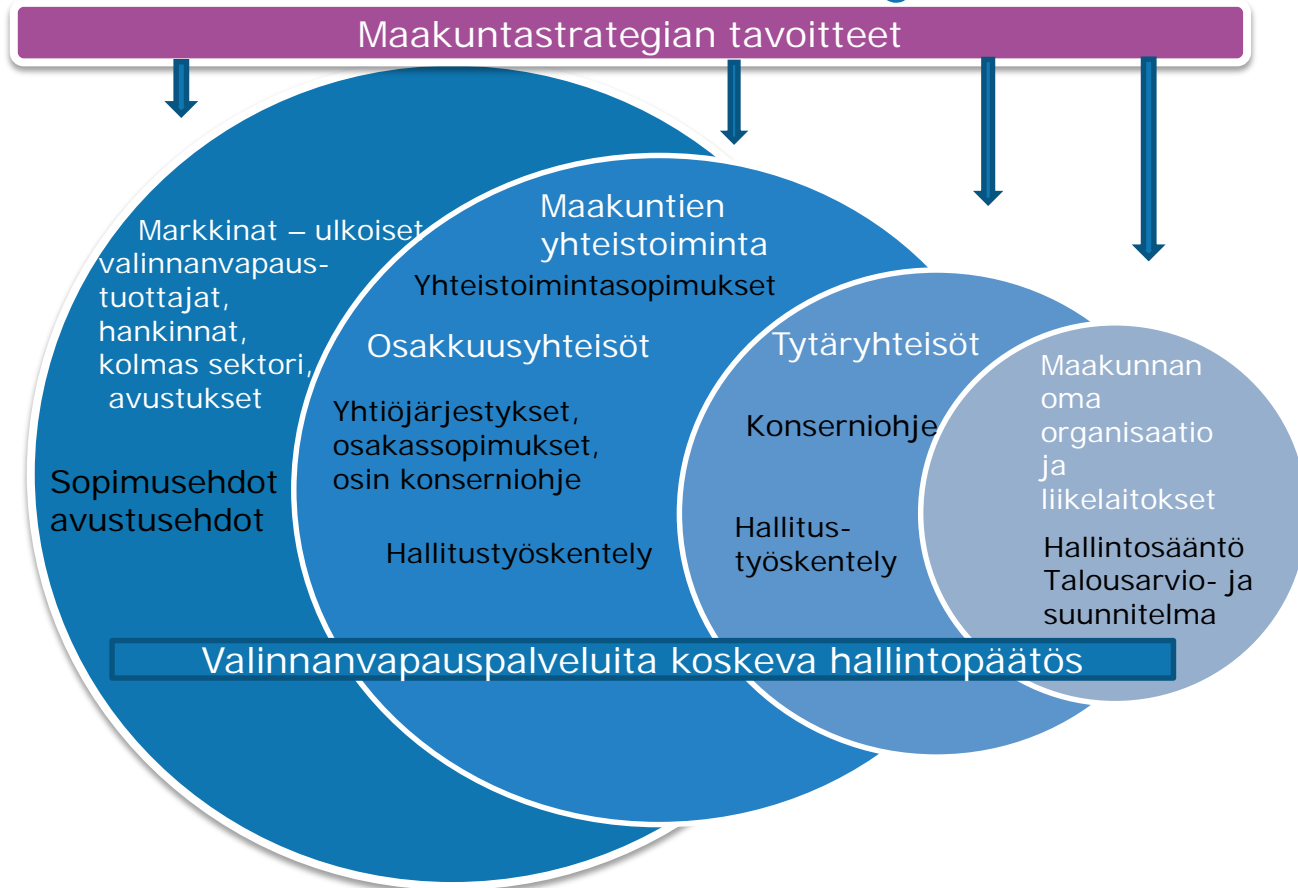 Maakuntastrategian tavoitteet
Markkinat – ulkoiset
valinnanvapaus-
tuottajat,
hankinnat,
kolmas sektori,
avustukset
Sopimusehdot
avustusehdot
Maakuntien
yhteistoiminta
Yhteistoimintasopimukset
Osakkuusyhteisöt
Yhtiöjärjestykset,
osakassopimukset,
osin konserniohje
Hallitustyöskentely
Tytäryhteisöt
Konserniohje
Hallitus-
työskentely
Maakunnan
oma
organisaatio
ja
liikelaitokset
Hallintosääntö
Talousarvio- ja
suunnitelma
Valinnanvapauspalveluita koskeva hallintopäätös